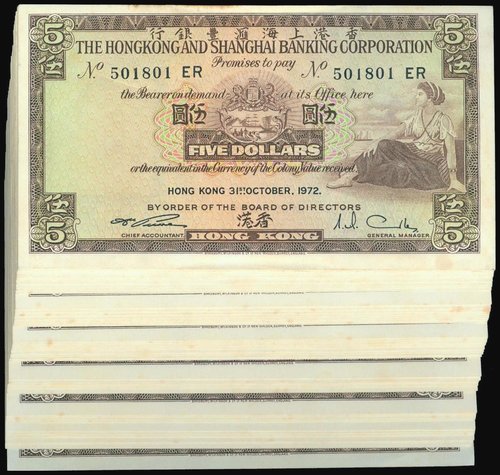 5 行銀豐滙海上港香 5
THE HONGKONG AND SHANGHAI BANKING CORPORATION
Promises to pay
No 501801 ER No 501801 ER
the Bearer on demand at its Office here
伍 圓 伍 圓 伍
FIVE DOLLARS
or the equivalent in the Currency of the Colony Value received.
HONG KONG 31ST OCTOBER, 1972.
BY ORDER OF THE BOARD OF DIRECTORS
伍 伍
5 港香 5
CHIEF ACCOUNTANT. HONG KONG GENERAL MANAGER